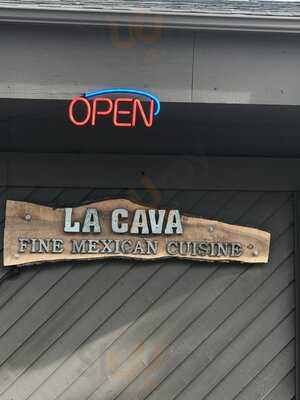 OPEN
LA CAVA
FINE MEXICAN CUISINE